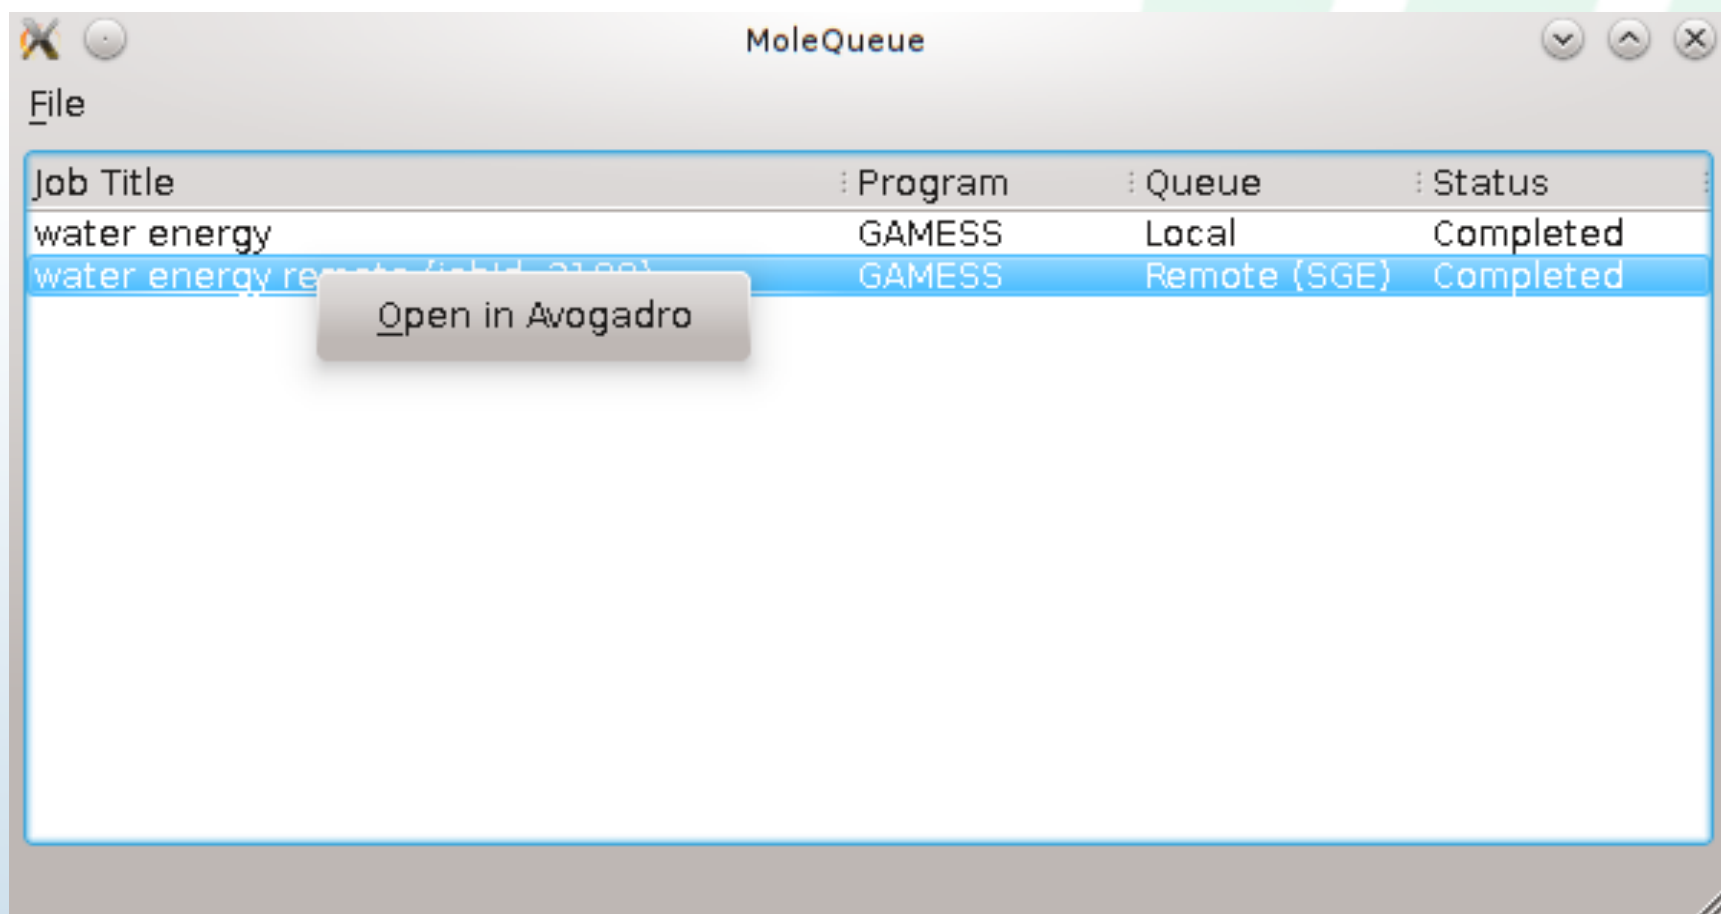 MoleQueue
File
Job Title Program Queue Status
water energy GAMESS Local Completed
water energy GAMESS Remote (SGE) Completed
Open in Avogadro